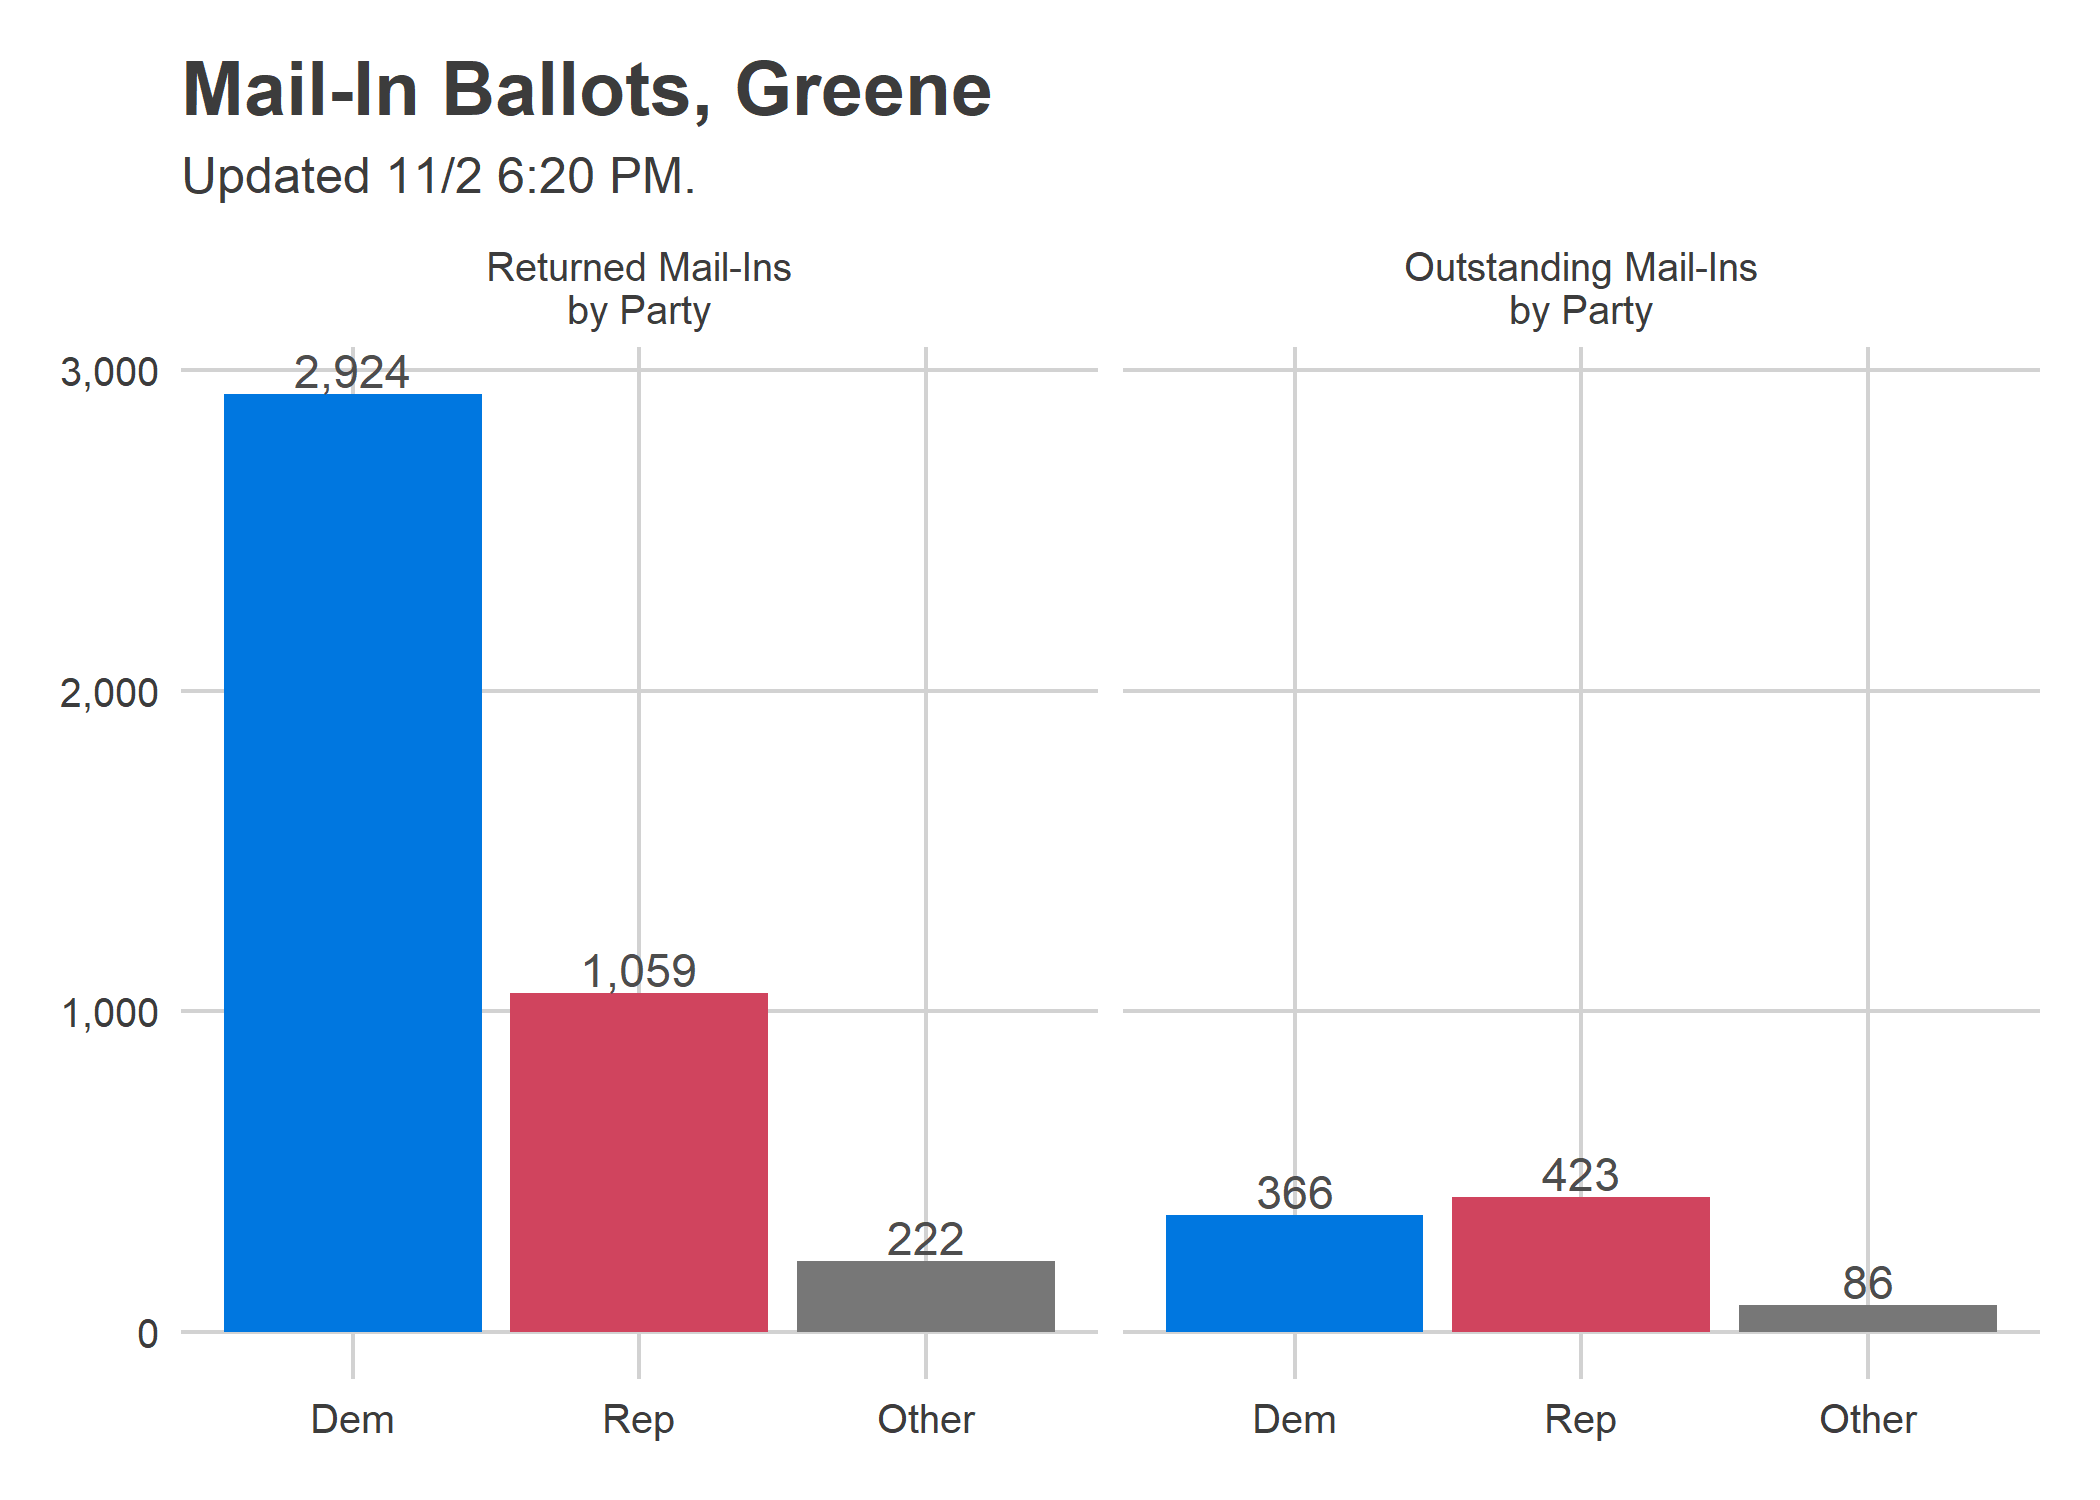 Mail-In Ballots, Greene
Updated 11/2 6:20 PM.
Returned Mail-Ins
by Party
Outstanding Mail-Ins
by Party
3,000
2,000
1,000
0
2,924
1,059
222
366
423
86
Dem
Rep
Other
Dem
Rep
Other